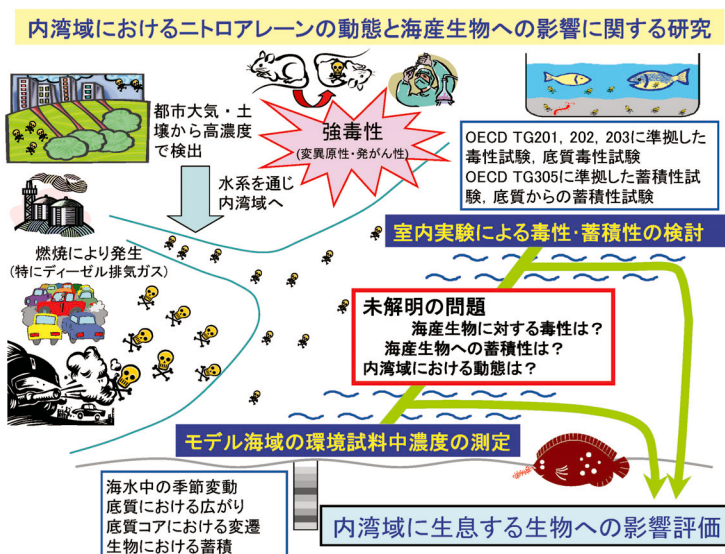 内湾域におけるニトロアレーンの動態と海産生物への影響に関する研究
都市大気・土
壌から高濃度
で検出
強毒性
(変異原性・発がん性)
水系を通じ
内湾域へ
OECD TG201, 202, 203に準拠した
毒性試験, 底質毒性試験
OECD TG305に準拠した蓄積性試
験, 底質からの蓄積性試験
室内実験による毒性・蓄積性の検討
燃焼により発生
(特にディーゼル排気ガス)
未解明の問題
海産生物に対する毒性は?
海産生物への蓄積性は?
内湾域における動態は?
モデル海域の環境試料中濃度の測定
海水中の季節変動
底質における広がり
底質コアにおける変遷
生物における蓄積
内湾域に生息する生物への影響評価